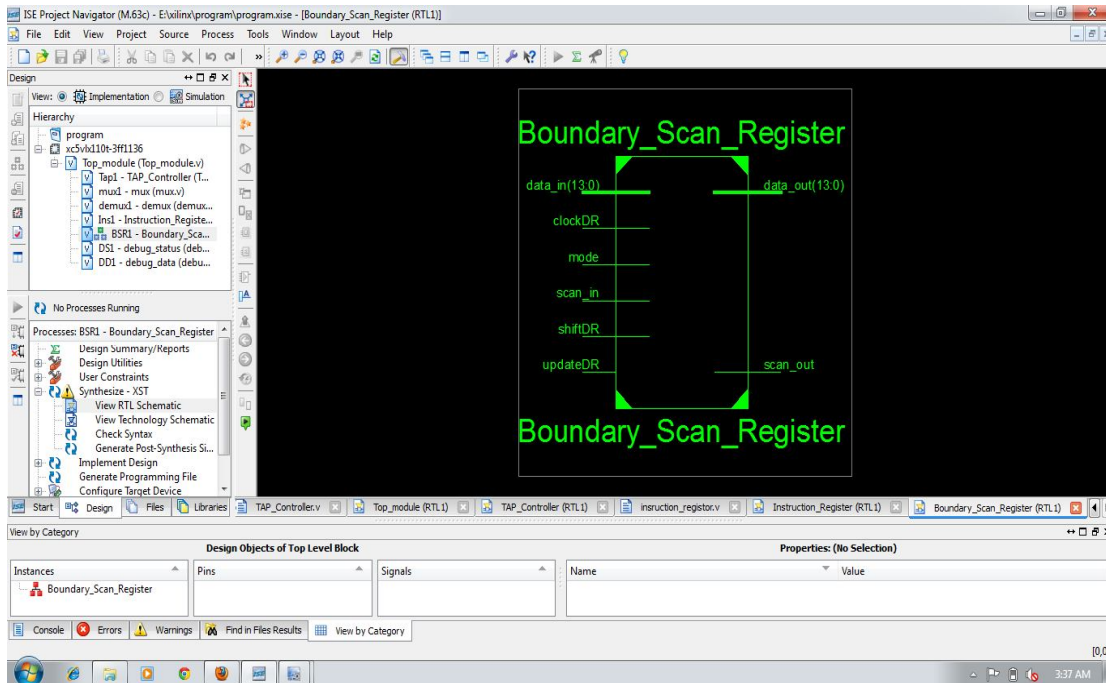 ISE Project Navigator (M.63c) - E:\xilinx\program\program.xise - [Boundary_Scan_Register (RTL1)]
File Edit View Project Source Process Tools Window Layout Help
Design
View: Implementation Simulation
Hierarchy
program
xc5vlx110t-3ff1136
Top_module (Top_module.v)
Tap1 - TAP_Controller (T...
mux1 - mux (mux.v)
demux1 - demux (demux...
Ins1 - Instruction_Registe...
BSR1 - Boundary_Sca...
DS1 - debug_status (deb...
DD1 - debug_data (debu...
No Processes Running
Processes: BSR1 - Boundary_Scan_Register
Design Summary/Reports
Design Utilities
User Constraints
Synthesize - XST
View RTL Schematic
View Technology Schematic
Check Syntax
Generate Post-Synthesis Si...
Implement Design
Generate Programming File
Configure Target Device
Start Design Files Libraries
Boundary_Scan_Register
data_in(13:0) data_out(13:0)
clockDR
mode
scan_in
shiftDR
updateDR scan_out
Boundary_Scan_Register
TAP_Controller.v Top_module (RTL1) TAP_Controller (RTL1) insruction_registor.v Instruction_Register (RTL1) Boundary_Scan_Register (RTL1)
View by Category
Design Objects of Top Level Block Properties: (No Selection)
Instances Pins Signals Name Value
Boundary_Scan_Register
Console Errors Warnings Find in Files Results View by Category
[0,0
3:37 AM